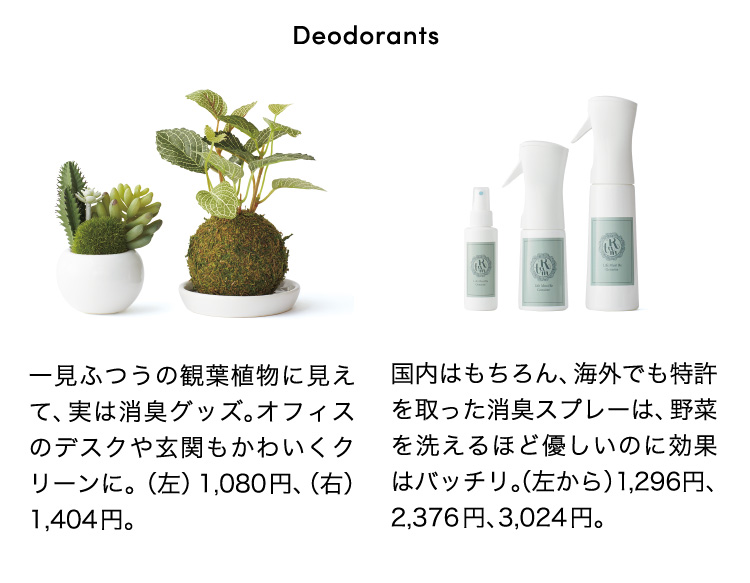 Deodorants
一見ふつうの観葉植物に見え
て、実は消臭グッズ。オフィス
のデスクや玄関もかわいくク
リーンに。（左）1,080円、（右）
1,404円。
国内はもちろん、海外でも特許
を取った消臭スプレーは、野菜
を洗えるほど優しいのに効果
はバッチリ。（左から）1,296円、
2,376円、3,024円。